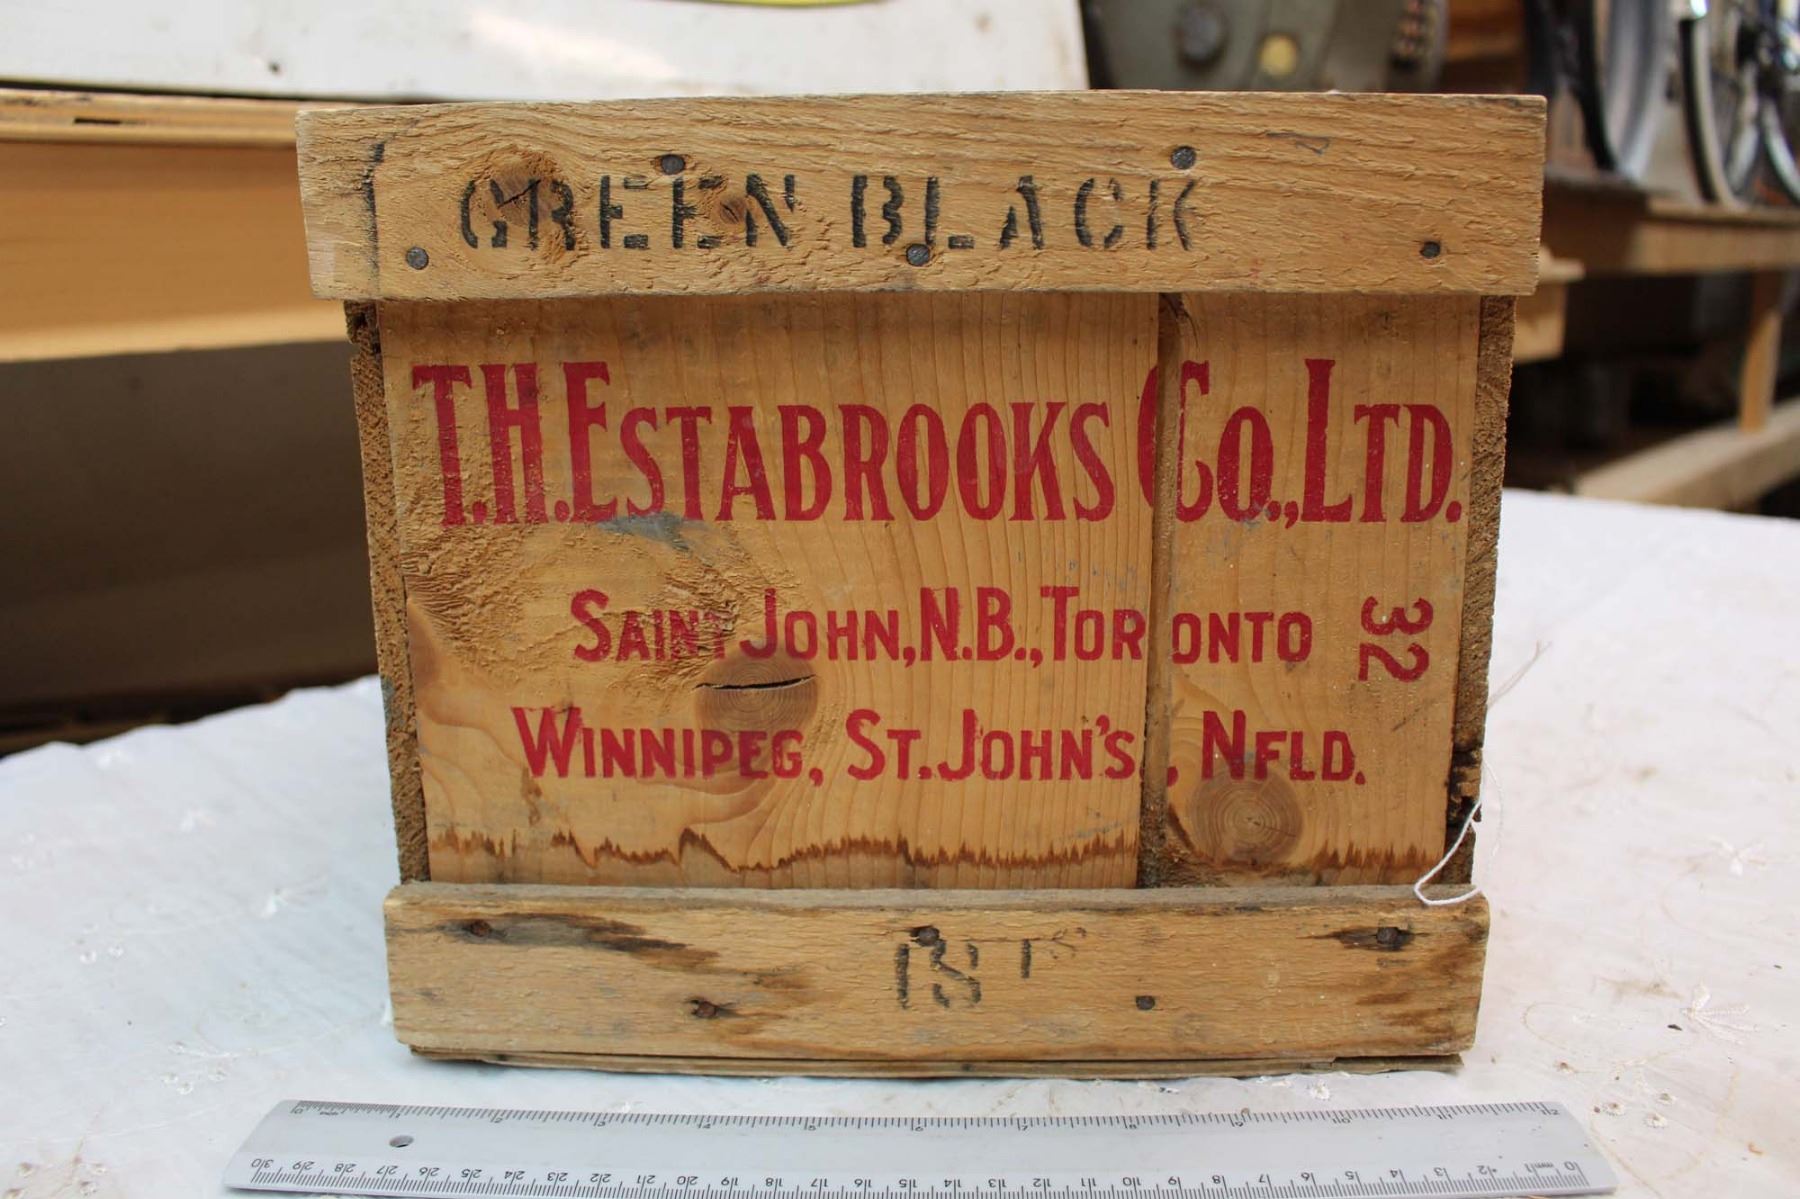 GREEN BLACK
T.H. ESTABROOKS CO., LTD.
SAINT JOHN, N.B., TORONTO
32
WINNIPEG, ST. JOHN'S, NFLD.